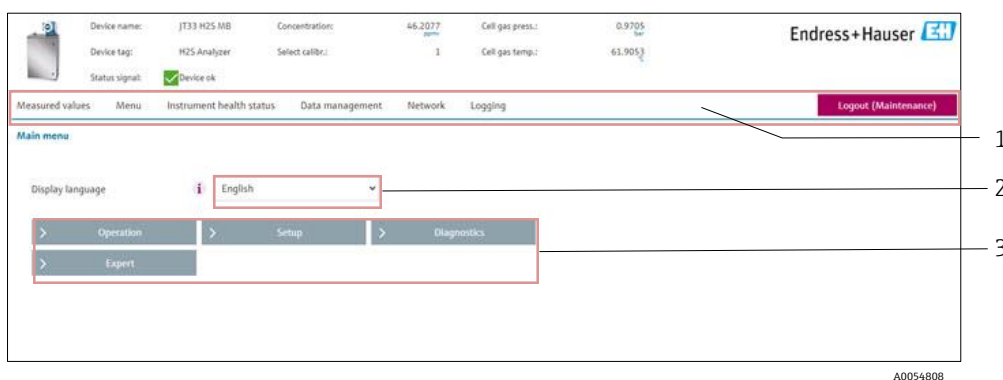 Device name: JT33 H2S MB Concentration: 46.2077 ppmv Cell gas press.: 0.9705 bar
Endress+Hauser EH
Device tag: H2S Analyzer Select calibr.: 1 Cell gas temp.: 61.9053 °C
Status signal: Device ok
Measured values Menu Instrument health status Data management Network Logging Logout (Maintenance)
1
Main menu
Display language i English
2
Operation Setup Diagnostics
3
Expert
A0054808